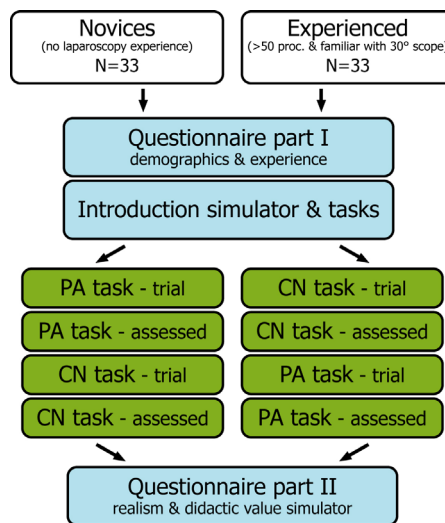 Novices
(no laparoscopy experience)
N=33
Experienced
(>50 proc. & familiar with 30° scope)
N=33
Questionnaire part I
demographics & experience
Introduction simulator & tasks
PA task - trial
PA task - assessed
CN task - trial
CN task - assessed
CN task - trial
CN task - assessed
PA task - trial
PA task - assessed
Questionnaire part II
realism & didactic value simulator